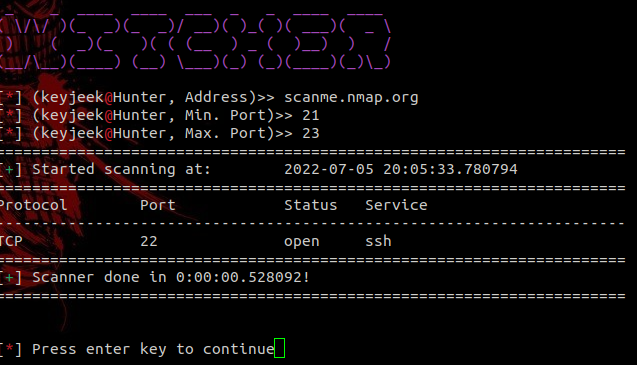 [*] (keyjeek@Hunter, Address)>> scanme.nmap.org
[*] (keyjeek@Hunter, Min. Port)>> 21
[*] (keyjeek@Hunter, Max. Port)>> 23
[+] Started scanning at: 2022-07-05 20:05:33.780794
Protocol Port Status Service
TCP 22 open ssh
[+] Scanner done in 0:00:00.528092!
[*] Press enter key to continue